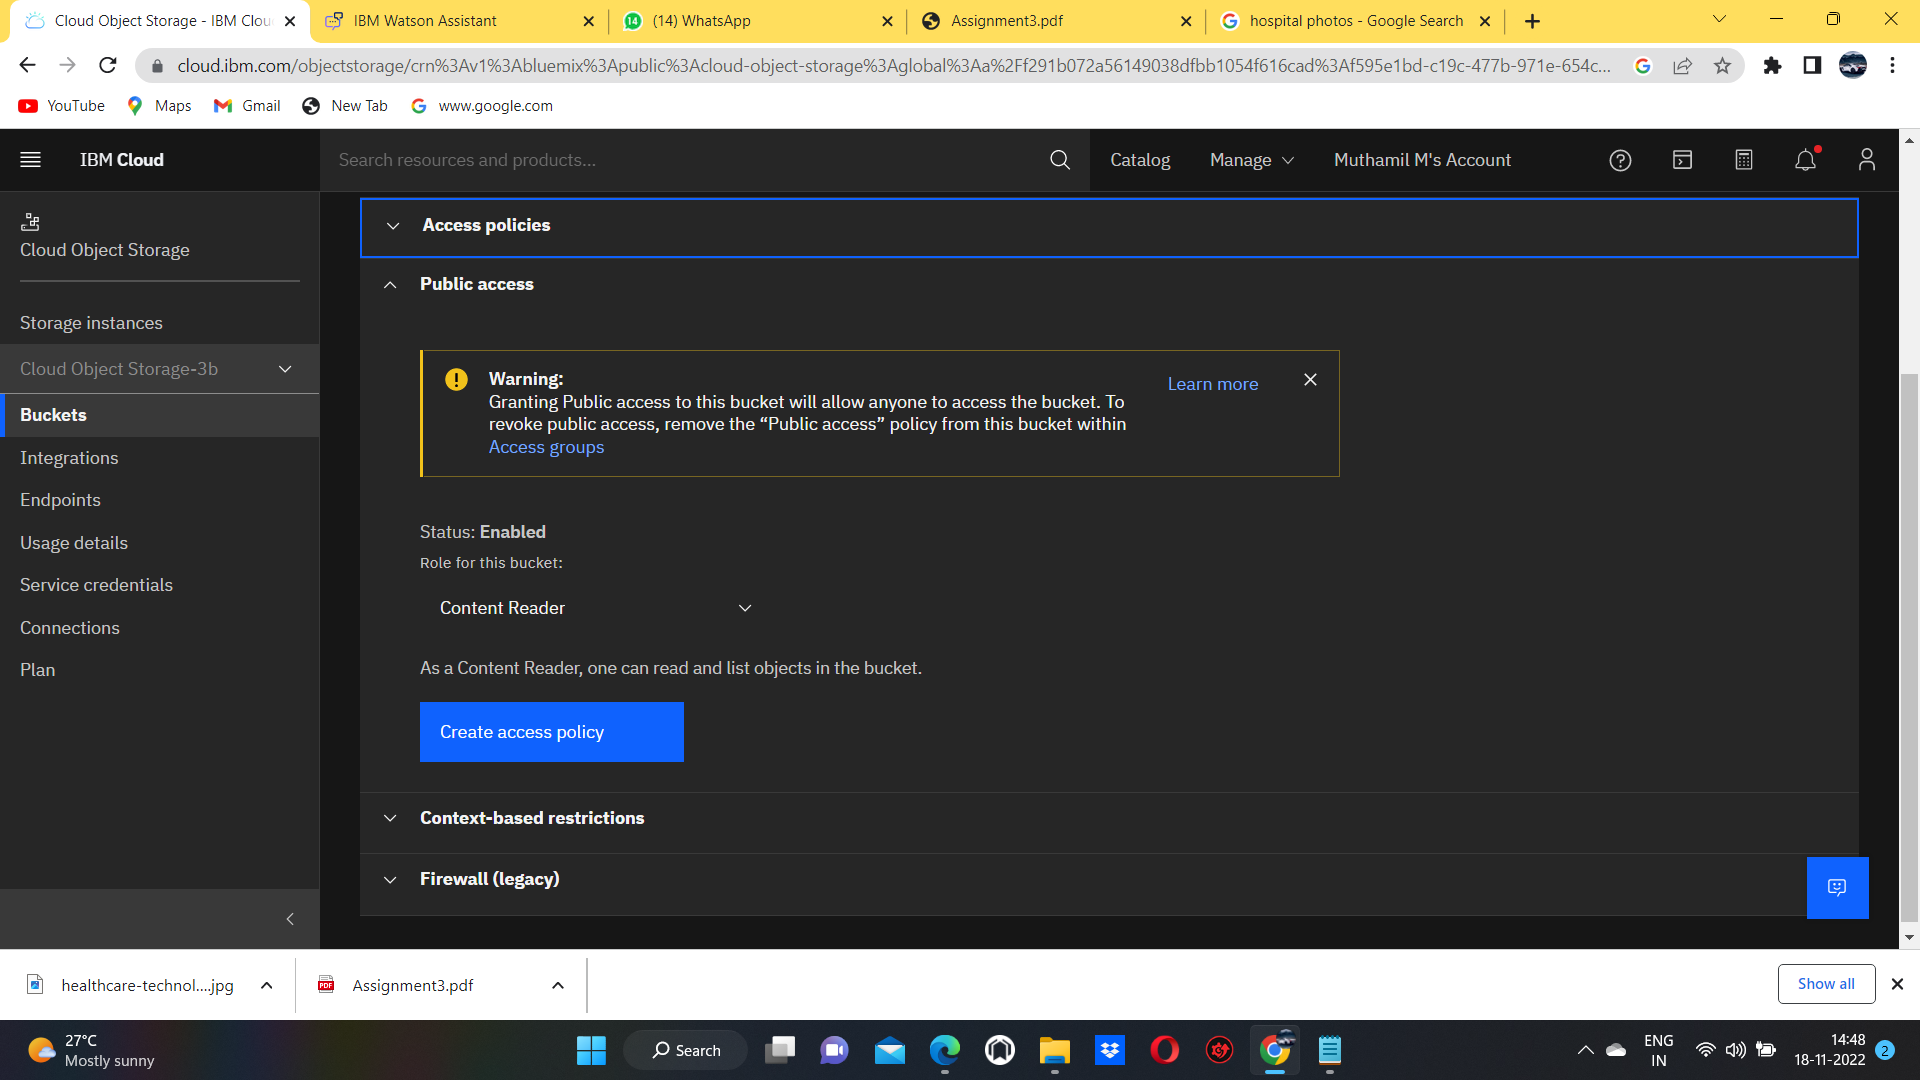 Cloud Object Storage - IBM Clou
IBM Watson Assistant
14
(14) WhatsApp
Assignment3.pdf
hospital photos - Google Search
cloud.ibm.com/objectstorage/crn%3Av1%3Abluemix%3Apublic%3Acloud-object-storage%3Aglobal%3Aa%2Ff291b072a56149038dfbb1054f616cad%3Af595e1bd-c19c-477b-971e-654c...
YouTube
Maps
Gmail
New Tab
www.google.com
IBM Cloud
Search resources and products...
Catalog
Manage
Muthamil M's Account
Cloud Object Storage
Storage instances
Cloud Object Storage-3b
Buckets
Integrations
Endpoints
Usage details
Service credentials
Connections
Plan
Access policies
Public access
Warning:
Granting Public access to this bucket will allow anyone to access the bucket. To
revoke public access, remove the “Public access” policy from this bucket within
Access groups
Learn more
Status: Enabled
Role for this bucket:
Content Reader
As a Content Reader, one can read and list objects in the bucket.
Create access policy
Context-based restrictions
Firewall (legacy)
healthcare-technol....jpg
PDF
Assignment3.pdf
Show all
27°C
Mostly sunny
Search
ENG
IN
14:48
18-11-2022
2